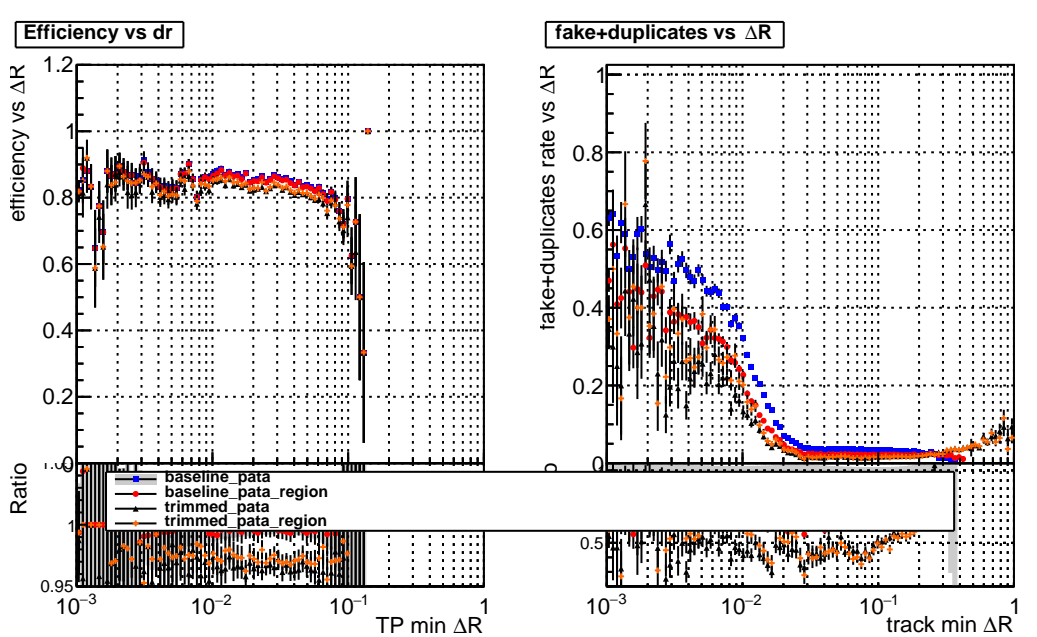 Efficiency vs dr
efficiency vs ΔR
1.2
1
0.8
0.6
0.4
0.2
0
Ratio
1
0.95
10⁻³
10⁻²
10⁻¹
1
TP min ΔR
fake+duplicates vs ΔR
fake+duplicates rate vs ΔR
1
0.8
0.6
0.4
0.2
0
0.5
10⁻³
10⁻²
10⁻¹
1
track min ΔR
baseline_pata
baseline_pata_region
trimmed_pata
trimmed_pata_region